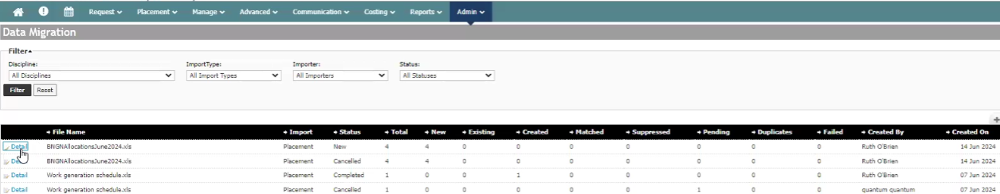 Request Placement Manage Advanced Communication Costing Reports Admin
Data Migration
Filter
Discipline: ImportType: Importer: Status:
All Disciplines All Import Types All Importers All Statuses
Filter Reset
File Name Import Status Total New Existing Created Matched Suppressed Pending Duplicates Failed Created By Created On
Detail BNGNAllocationsJune2024.xls Placement New 4 4 0 0 0 0 0 0 0 Ruth O'Brien 14 Jun 2024
BNGNAllocationsJune2024.xls Placement Cancelled 4 4 0 0 0 0 0 0 0 Ruth O'Brien 14 Jun 2024
Detail Work generation schedule.xls Placement Completed 1 0 0 1 0 0 0 0 0 Ruth O'Brien 07 Jun 2024
Detail Work generation schedule.xls Placement Cancelled 1 0 0 0 0 0 1 0 0 quantum quantum 07 Jun 2024